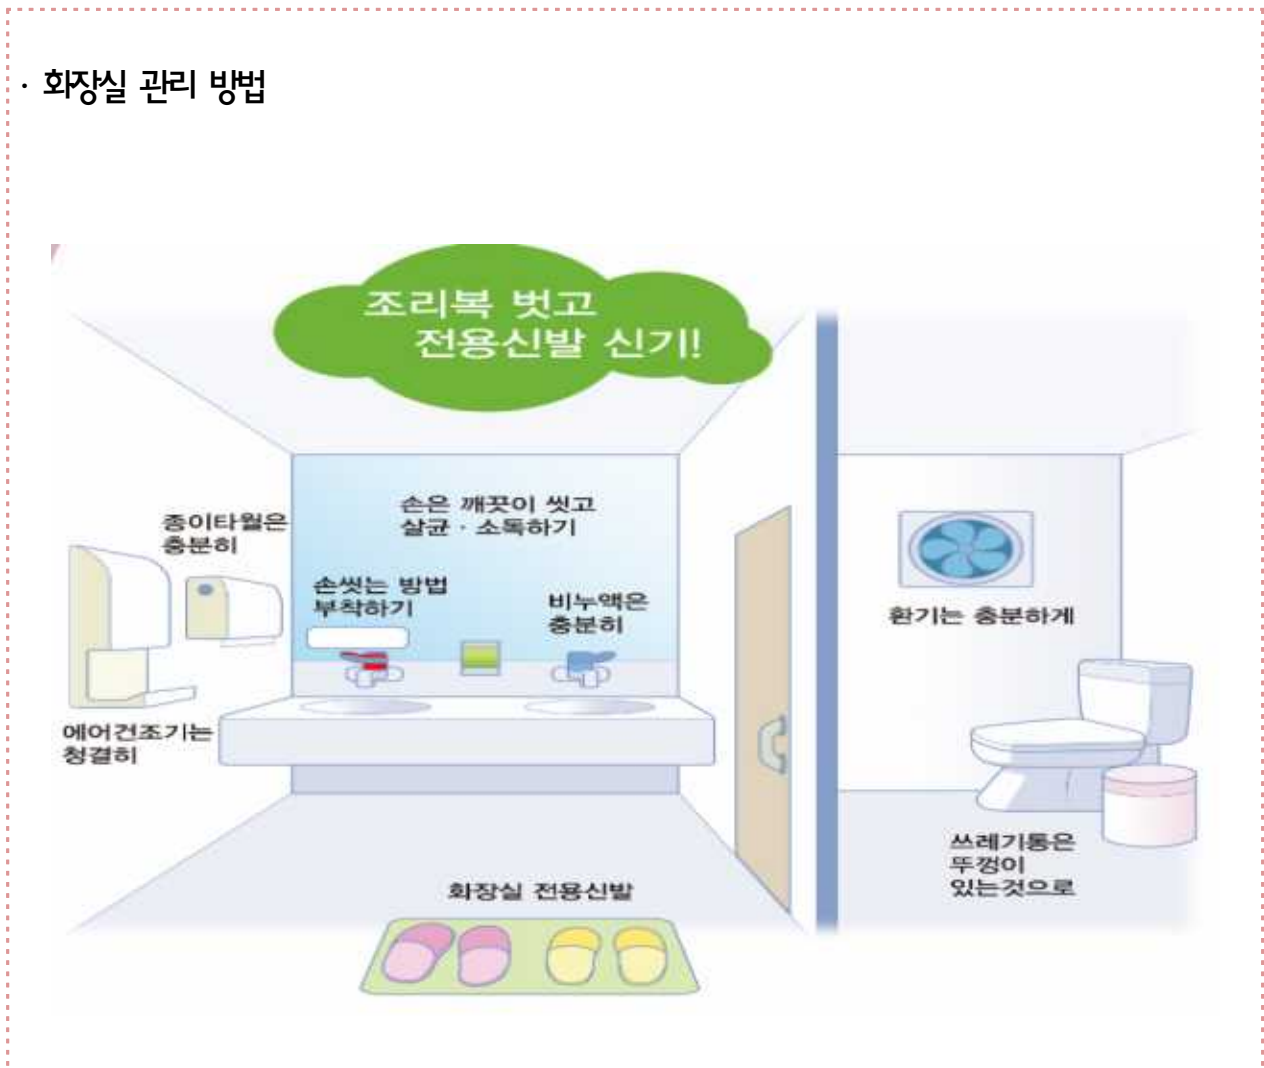 · 화장실 관리 방법
조리복 벗고
전용신발 신기!
손은 깨끗이 씻고
살균 · 소독하기
종이타월은
충분히
손씻는 방법
부착하기
비누액은
충분히
환기는 충분하게
에어건조기는
청결히
쓰레기통은
뚜껑이
있는것으로
화장실 전용신발